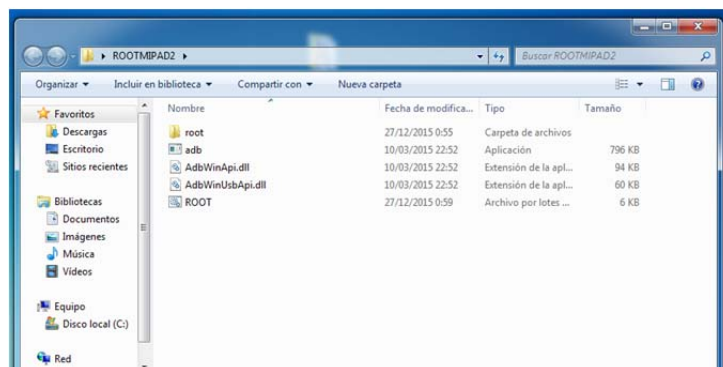 ROOTMIPAD2
Buscar ROOTMIPAD2
Organizar Incluir en biblioteca Compartir con Nueva carpeta
Favoritos
Descargas
Escritorio
Sitios recientes
Bibliotecas
Documentos
Imágenes
Música
Vídeos
Equipo
Disco local (C:)
Red
Nombre Fecha de modifica... Tipo Tamaño
root 27/12/2015 0:55 Carpeta de archivos
adb 10/03/2015 22:52 Aplicación 796 KB
AdbWinApi.dll 10/03/2015 22:52 Extensión de la apl... 94 KB
AdbWinUsbApi.dll 10/03/2015 22:52 Extensión de la apl... 60 KB
ROOT 27/12/2015 0:59 Archivo por lotes ... 6 KB